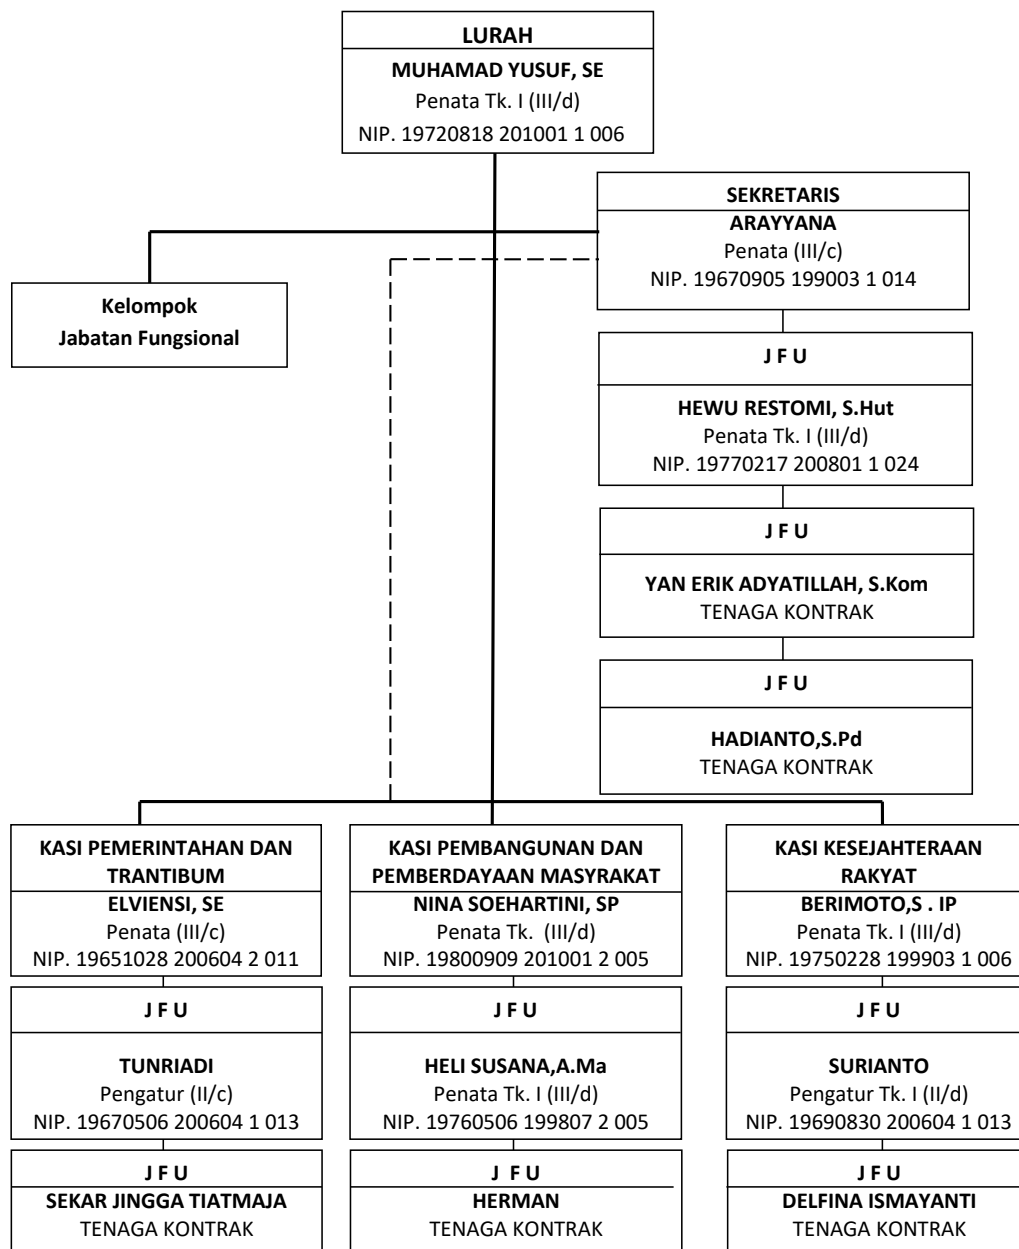 LURAH
MUHAMAD YUSUF, SE
Penata Tk. I (III/d)
NIP. 19720818 201001 1 006
SEKRETARIS
ARAYYANA
Penata (III/c)
NIP. 19670905 199003 1 014
Kelompok
Jabatan Fungsional
J F U
HEWU RESTOMI, S.Hut
Penata Tk. I (III/d)
NIP. 19770217 200801 1 024
J F U
YAN ERIK ADYATILLAH, S.Kom
TENAGA KONTRAK
J F U
HADIANTO,S.Pd
TENAGA KONTRAK
KASI PEMERINTAHAN DAN
TRANTIBUM
ELVIENSI, SE
Penata (III/c)
NIP. 19651028 200604 2 011
J F U
TUNRIADI
Pengatur (II/c)
NIP. 19670506 200604 1 013
J F U
SEKAR JINGGA TIATMAJA
TENAGA KONTRAK
KASI PEMBANGUNAN DAN
PEMBERDAYAAN MASYRAKAT
NINA SOEHARTINI, SP
Penata Tk.  (III/d)
NIP. 19800909 201001 2 005
J F U
HELI SUSANA,A.Ma
Penata Tk. I (III/d)
NIP. 19760506 199807 2 005
J  F U
HERMAN
TENAGA KONTRAK
KASI KESEJAHTERAAN
RAKYAT
BERIMOTO,S . IP
Penata Tk. I (III/d)
NIP. 19750228 199903 1 006
J F U
SURIANTO
Pengatur Tk. I (II/d)
NIP. 19690830 200604 1 013
J F U
DELFINA ISMAYANTI
TENAGA KONTRAK